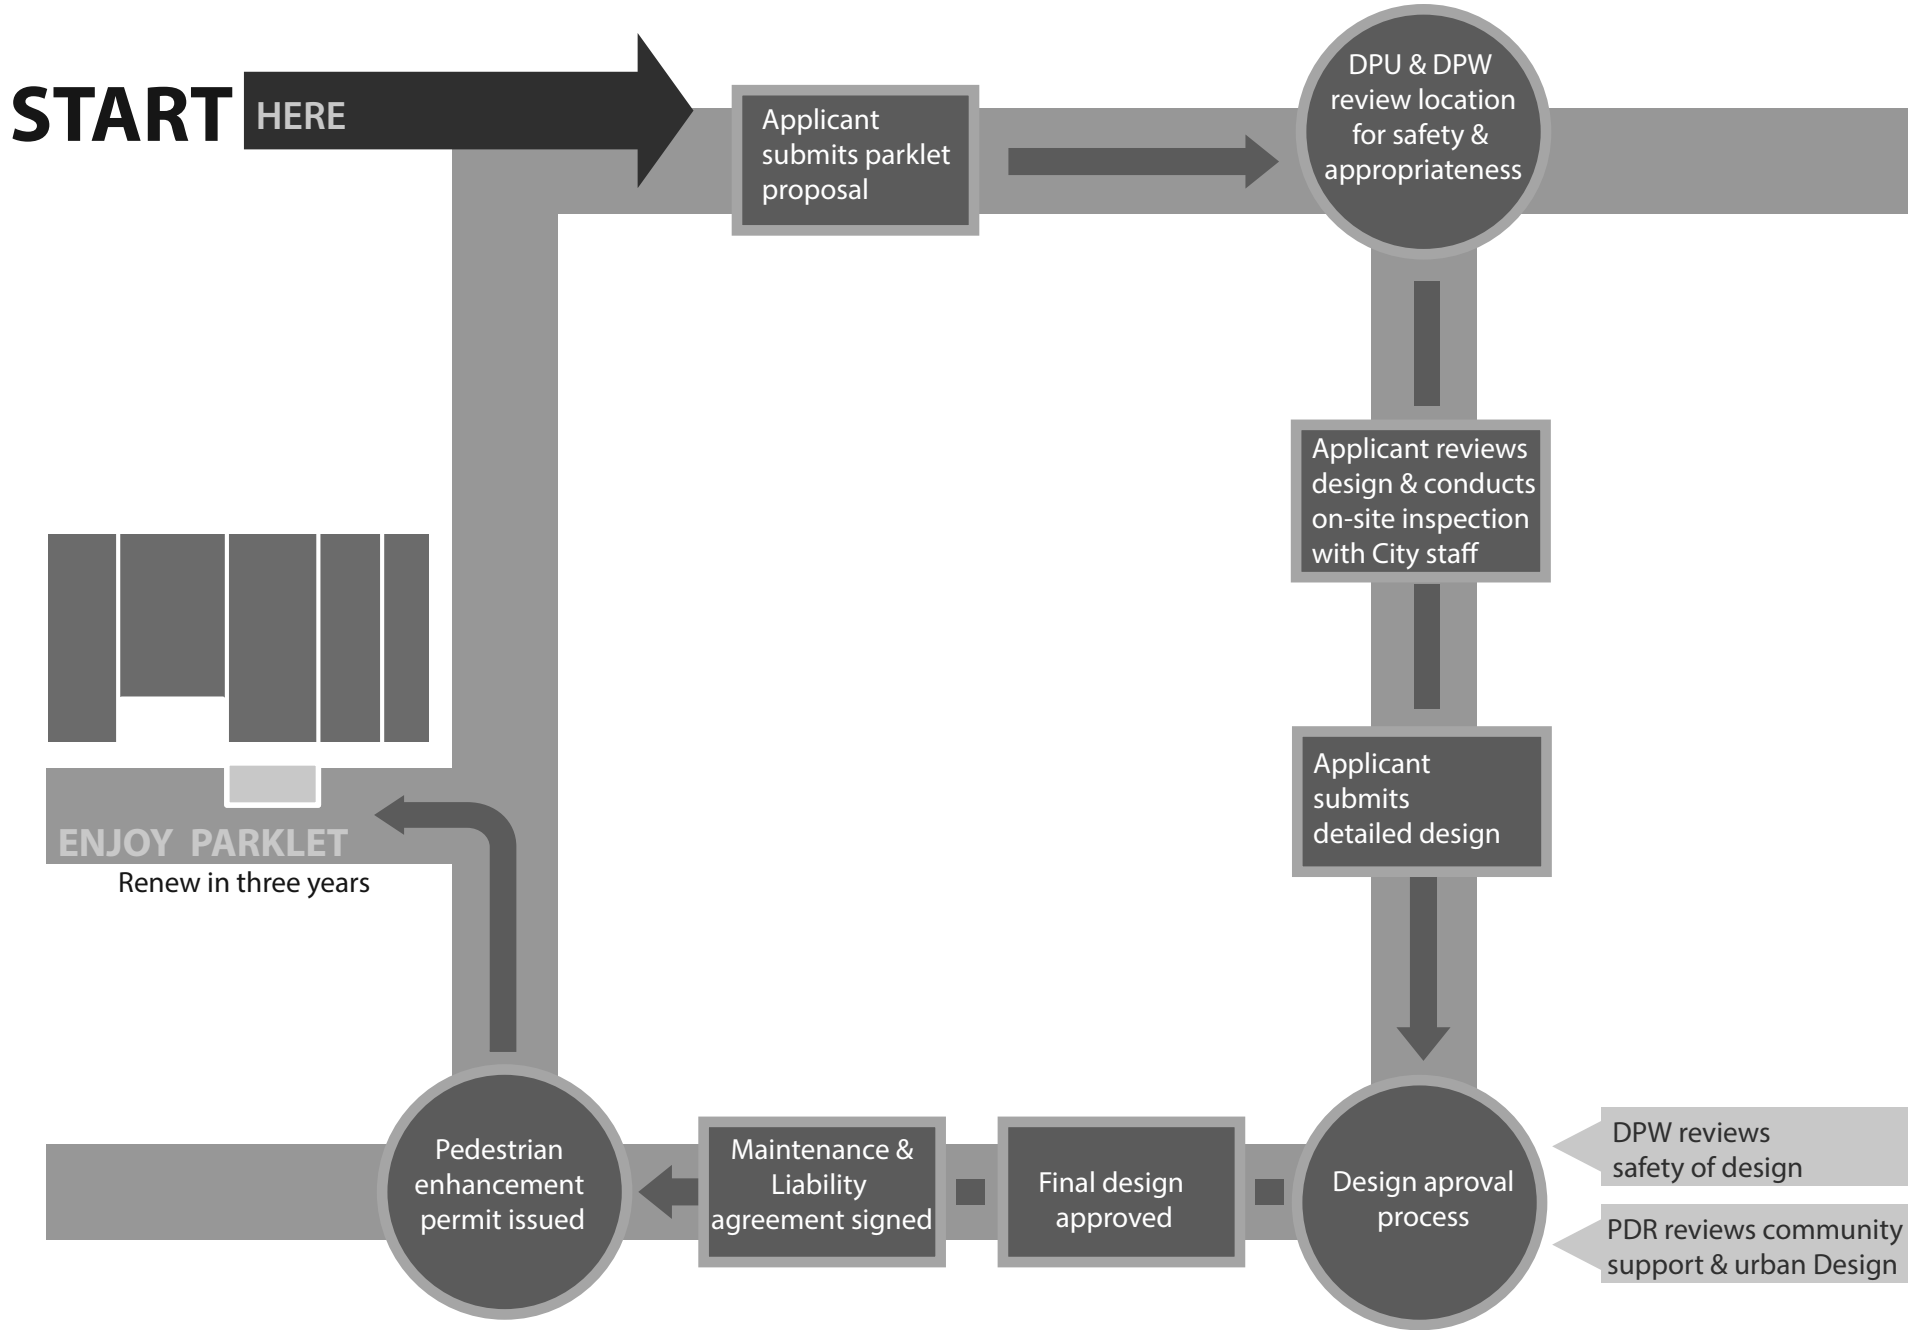 START HERE
Applicant
submits parklet
proposal
DPU & DPW
review location
for safety &
appropriateness
Applicant reviews
design & conducts
on-site inspection
with City staff
Applicant
submits
detailed design
Design aproval
process
DPW reviews
safety of design
PDR reviews community
support & urban Design
Final design
approved
Maintenance &
Liability
agreement signed
Pedestrian
enhancement
permit issued
ENJOY PARKLET
Renew in three years